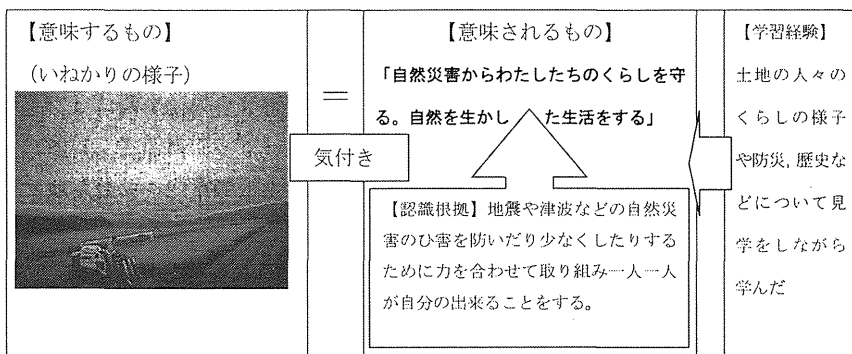 【意味するもの】
(いねかりの様子)
=
気付き
【意味されるもの】
「自然災害からわたしたちのくらしを守
る。自然を生かし た生活をする」
【認識根拠】地震や津波などの自然災
害のひ害を防いだり少なくしたりする
ために力を合わせて取り組み一人一人
が自分の出来ることをする。
【学習経験】
土地の人々の
くらしの様子
や防災,歴史な
どについて見
学をしながら
学んだ